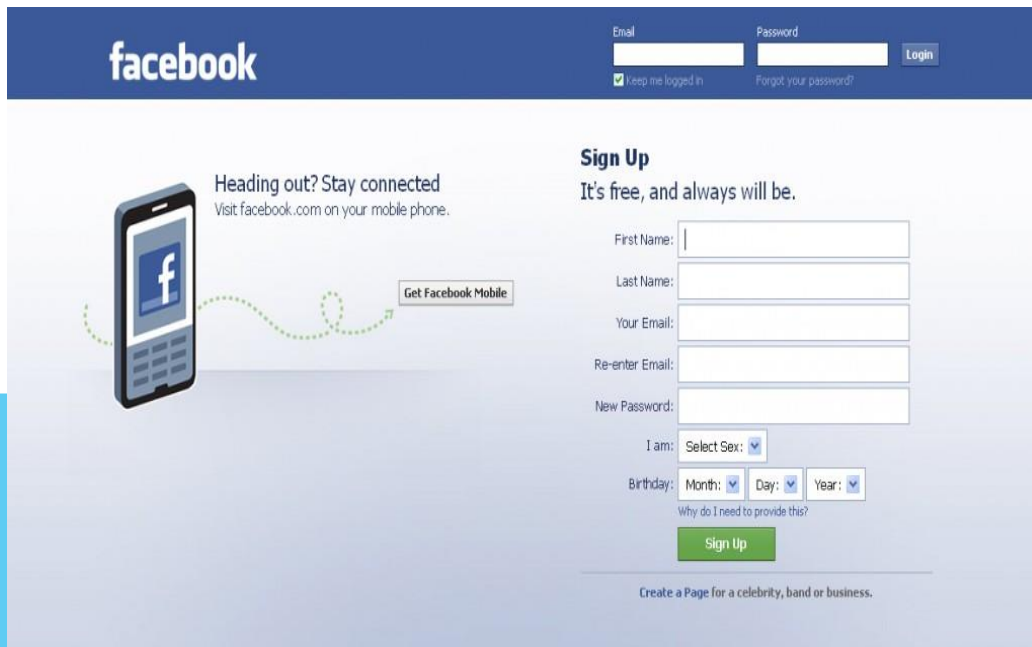 facebook
Email
Password
Login
Keep me logged in
Forgot your password?
Heading out? Stay connected
Visit facebook.com on your mobile phone.
f
Get Facebook Mobile
Sign Up
It's free, and always will be.
First Name:
Last Name:
Your Email:
Re-enter Email:
New Password:
I am: Select Sex:
Birthday: Month: Day: Year:
Why do I need to provide this?
Sign Up
Create a Page for a celebrity, band or business.